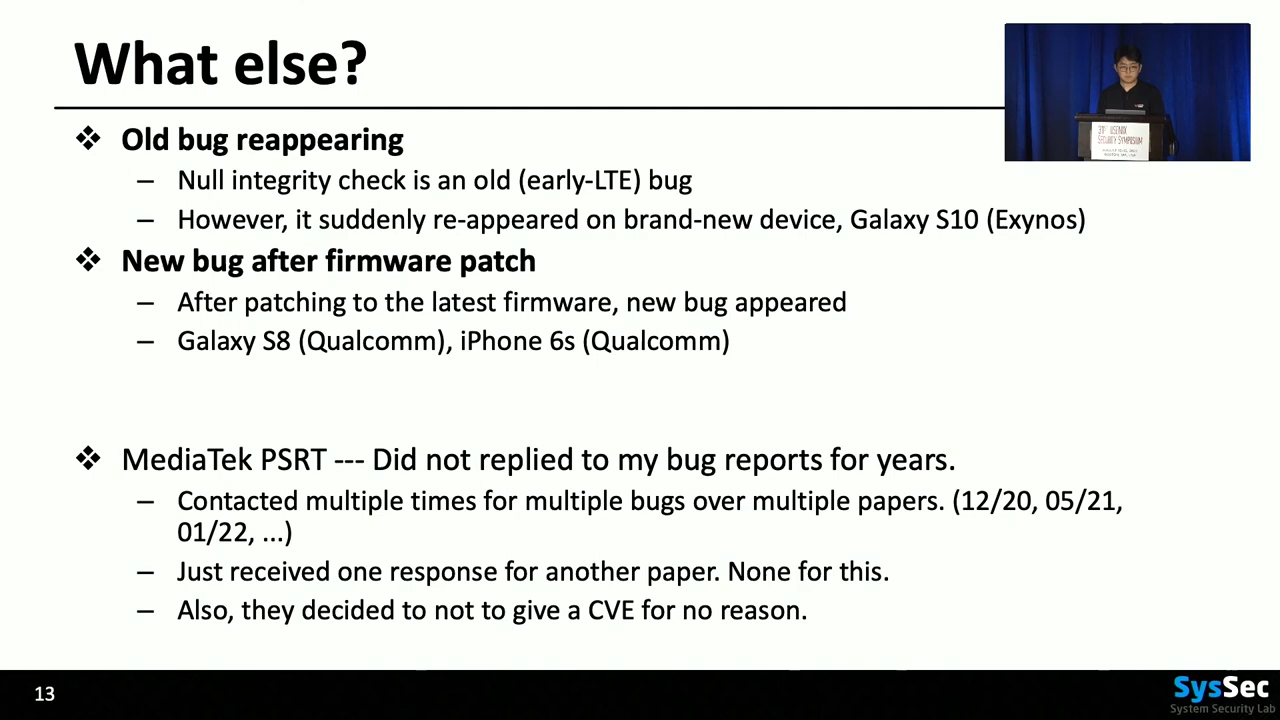 What else?
❖ Old bug reappearing
– Null integrity check is an old (early-LTE) bug
– However, it suddenly re-appeared on brand-new device, Galaxy S10 (Exynos)
❖ New bug after firmware patch
– After patching to the latest firmware, new bug appeared
– Galaxy S8 (Qualcomm), iPhone 6s (Qualcomm)
❖ MediaTek PSRT --- Did not replied to my bug reports for years.
– Contacted multiple times for multiple bugs over multiple papers. (12/20, 05/21,
01/22, ...)
– Just received one response for another paper. None for this.
– Also, they decided to not to give a CVE for no reason.
31st USENIX
SECURITY SYMPOSIUM
13
SysSec
System Security Lab